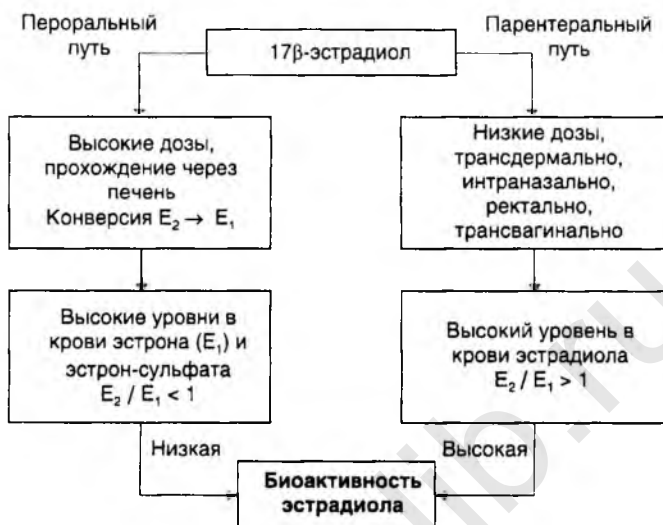 Пероральный
путь
17β-эстрадиол
Парентеральный
путь
Высокие дозы,
прохождение через
печень
Конверсия E₂ → E₁
Низкие дозы,
трансдермально,
интраназально,
ректально,
трансвагинально
Высокие уровни в
крови эстрона (E₁) и
эстрон-сульфата
E₂ / E₁ < 1
Высокий уровень в
крови эстрадиола
E₂ / E₁ > 1
Низкая
Высокая
Биоактивность
эстрадиола
lib.ru